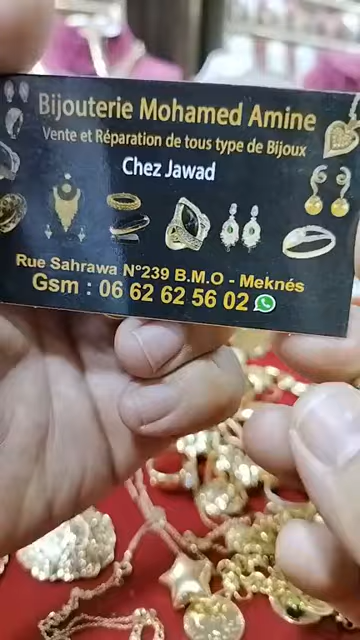 Bijouterie Mohamed Amine
Vente et Réparation de tous type de Bijoux
Chez Jawad
Rue Sahrawa N°239 B.M.O - Meknés
Gsm : 06 62 62 56 02